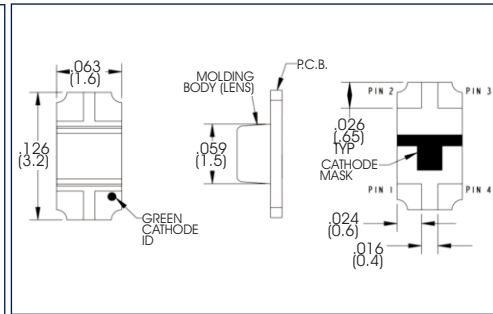 .063
(1.6)
.126
(3.2)
GREEN
CATHODE
ID
MOLDING
BODY (LENS)
P.C.B.
.059
(1.5)
PIN 2
PIN 3
.026
(.65)
TYP
CATHODE
MASK
PIN 1
PIN 4
.024
(0.6)
.016
(0.4)